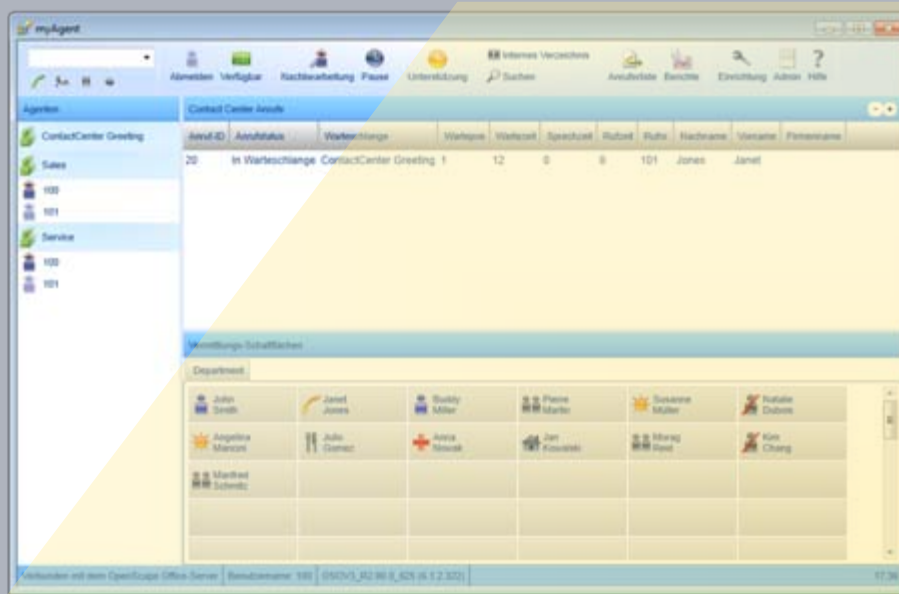 myAgent
Abmelden Verfügbar Nachbearbeitung Pause Unterstützung
Internes Verzeichnis
Suchen
Anruferliste Berichte Einrichtung Admin Hilfe
Agenten
ContactCenter Greeting
Sales
100
101
Service
100
101
Contact Center Anrufe
Anruf-ID Anrufstatus Warteschlange Wartepos Wartezeit Sprechzeit Rufzeit Rufnr Nachname Vorname Firmenname
20 In Warteschlange ContactCenter Greeting 1 12 0 0 101 Jones Janet
Vermittlungs-Schaltflächen
Department
John Smith
Janet Jones
Buddy Miller
Pierre Martin
Susanne Müller
Natalie Dubois
Angelina Mancini
Julio Gomez
Anna Nowak
Jan Kowalski
Morag Reid
Kim Chang
Manfred Schmitz
Verbunden mit dem OpenScape Office-Server Benutzername: 100
17:36